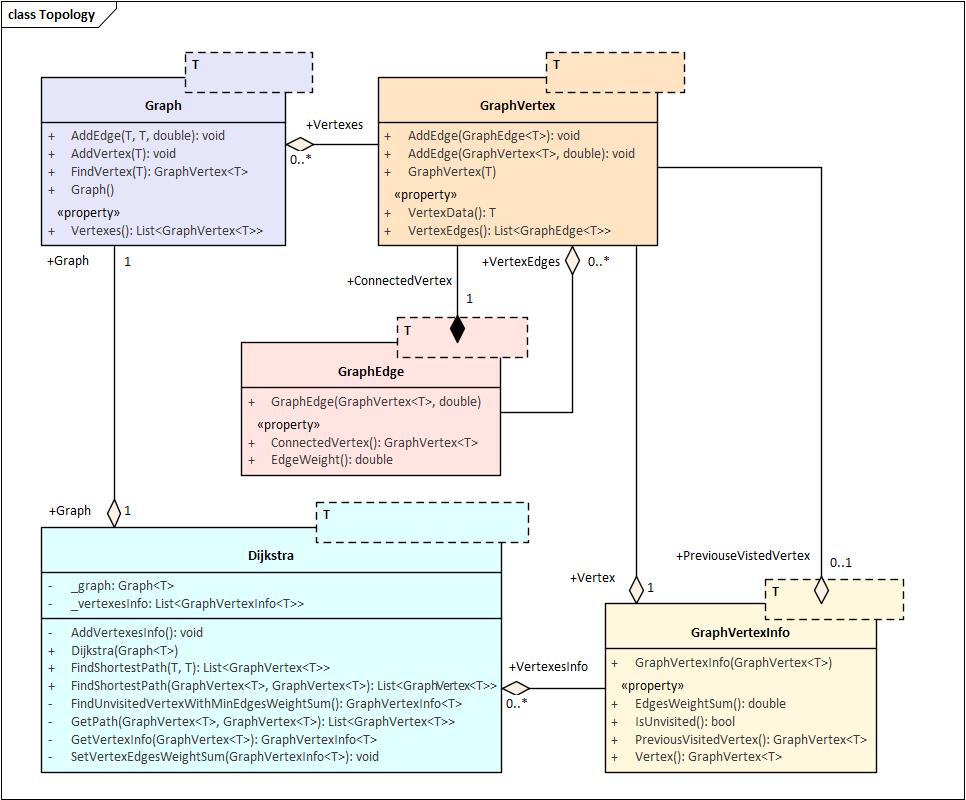 class Topology
T
Graph
+ AddEdge(T, T, double): void
+ AddVertex(T): void
+ FindVertex(T): GraphVertex<T>
+ Graph()
«property»
+ Vertexes(): List<GraphVertex<T>>
+Vertexes
0..*
T
GraphVertex
+ AddEdge(GraphEdge<T>): void
+ AddEdge(GraphVertex<T>, double): void
+ GraphVertex(T)
«property»
+ VertexData(): T
+ VertexEdges(): List<GraphEdge<T>>
+Graph 1
+ConnectedVertex
1
+VertexEdges 0..*
T
GraphEdge
+ GraphEdge(GraphVertex<T>, double)
«property»
+ ConnectedVertex(): GraphVertex<T>
+ EdgeWeight(): double
+Graph 1
T
Dijkstra
- _graph: Graph<T>
- _vertexesInfo: List<GraphVertexInfo<T>>
- AddVertexesInfo(): void
+ Dijkstra(Graph<T>)
+ FindShortestPath(T, T): List<GraphVertex<T>>
+ FindShortestPath(GraphVertex<T>, GraphVertex<T>): List<GraphVertex<T>>
- FindUnvisitedVertexWithMinEdgesWeightSum(): GraphVertexInfo<T>
- GetPath(GraphVertex<T>, GraphVertex<T>): List<GraphVertex<T>>
- GetVertexInfo(GraphVertex<T>): GraphVertexInfo<T>
- SetVertexEdgesWeightSum(GraphVertexInfo<T>): void
+VertexesInfo
0..*
+Vertex 1
+PreviouseVistedVertex 0..1
T
GraphVertexInfo
+ GraphVertexInfo(GraphVertex<T>)
«property»
+ EdgesWeightSum(): double
+ IsUnvisited(): bool
+ PreviousVisitedVertex(): GraphVertex<T>
+ Vertex(): GraphVertex<T>